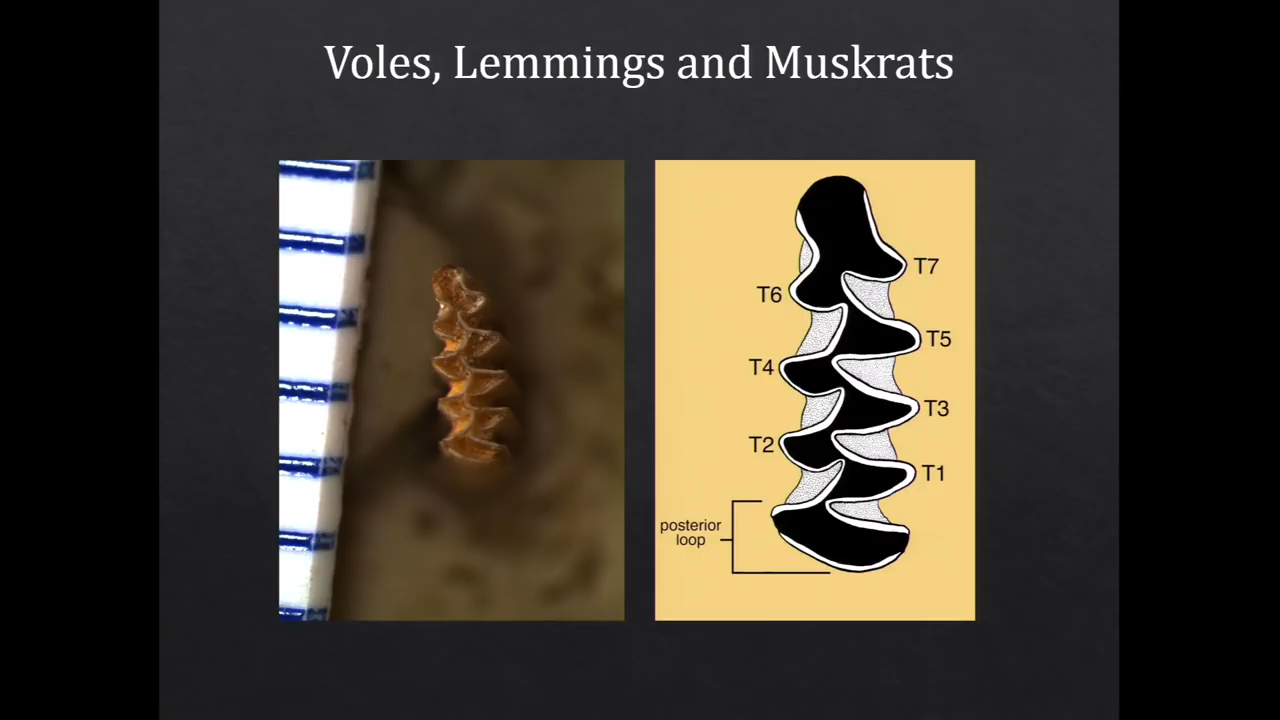 Voles, Lemmings and Muskrats
T7
T6
T5
T4
T3
T2
T1
posterior
loop